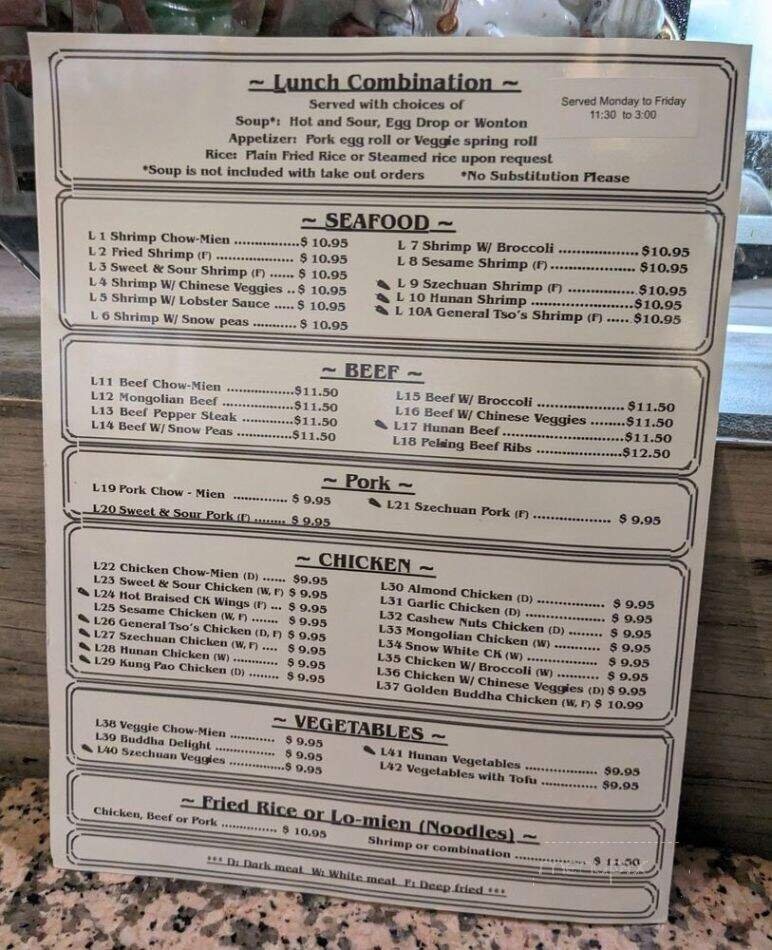 ~ Lunch Combination ~
Served with choices of
Soup*: Hot and Sour, Egg Drop or Wonton
Appetizer: Pork egg roll or Veggie spring roll
Rice: Plain Fried Rice or Steamed rice upon request
*Soup is not included with take out orders *No Substitution Please
Served Monday to Friday
11:30 to 3:00
~ SEAFOOD ~
L 1 Shrimp Chow-Mien ................$ 10.95
L 2 Fried Shrimp (F) ................... $ 10.95
L 3 Sweet & Sour Shrimp (F) ...... $ 10.95
L 4 Shrimp W/ Chinese Veggies .. $ 10.95
L 5 Shrimp W/ Lobster Sauce ..... $ 10.95
L 6 Shrimp W/ Snow peas ........... $ 10.95
L 7 Shrimp W/ Broccoli ...................$10.95
L 8 Sesame Shrimp (F)..................... $10.95
L 9 Szechuan Shrimp (F) .................$10.95
L 10 Hunan Shrimp .........................$10.95
L 10A General Tso's Shrimp (F) ..... $10.95
~ BEEF ~
L11 Beef Chow-Mien ................$11.50
L12 Mongolian Beef .................$11.50
L13 Beef Pepper Steak ............$11.50
L14 Beef W/ Snow Peas .............$11.50
L15 Beef W/ Broccoli ..................... $11.50
L16 Beef W/ Chinese Veggies ........$11.50
L17 Hunan Beef .............................$11.50
L18 Peking Beef Ribs .....................$12.50
~ Pork ~
L19 Pork Chow - Mien ............. $ 9.95
L20 Sweet & Sour Pork (F) ........ $ 9.95
L21 Szechuan Pork (F) ................... $ 9.95
~ CHICKEN ~
L22 Chicken Chow-Mien (D) ...... $9.95
L23 Sweet & Sour Chicken (W, F) $ 9.95
L24 Hot Braised CK Wings (F) ... $ 9.95
L25 Sesame Chicken (W, F) ....... $ 9.95
L26 General Tso's Chicken (D, F) $ 9.95
L27 Szechuan Chicken (W, F) .... $ 9.95
L28 Hunan Chicken (W) ............ $ 9.95
L29 Kung Pao Chicken (D) ........ $ 9.95
L30 Almond Chicken (D) ................. $ 9.95
L31 Garlic Chicken (D) .................... $ 9.95
L32 Cashew Nuts Chicken (D) ........ $ 9.95
L33 Mongolian Chicken (W) ........... $ 9.95
L34 Snow White CK (W) .................. $ 9.95
L35 Chicken W/ Broccoli (W) .......... $ 9.95
L36 Chicken W/ Chinese Veggies (D) $ 9.95
L37 Golden Buddha Chicken (W, F) $ 10.99
~ VEGETABLES ~
L38 Veggie Chow-Mien ........... $ 9.95
L39 Buddha Delight ............... $ 9.95
L40 Szechuan Veggies ..............$ 9.95
L41 Hunan Vegetables .................. $9.95
L42 Vegetables with Tofu .............. $9.95
~ Fried Rice or Lo-mien (Noodles) ~
Chicken, Beef or Pork .............. $ 10.95
Shrimp or combination .................. $ 11.50
*** D: Dark meat W: White meat F: Deep fried ***